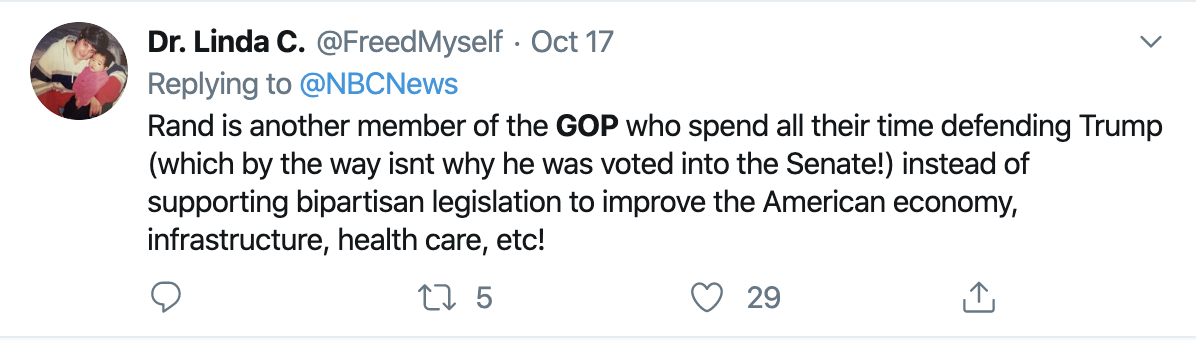 Dr. Linda C. @FreedMyself · Oct 17
Replying to @NBCNews
Rand is another member of the GOP who spend all their time defending Trump
(which by the way isnt why he was voted into the Senate!) instead of
supporting bipartisan legislation to improve the American economy,
infrastructure, health care, etc!
5 29